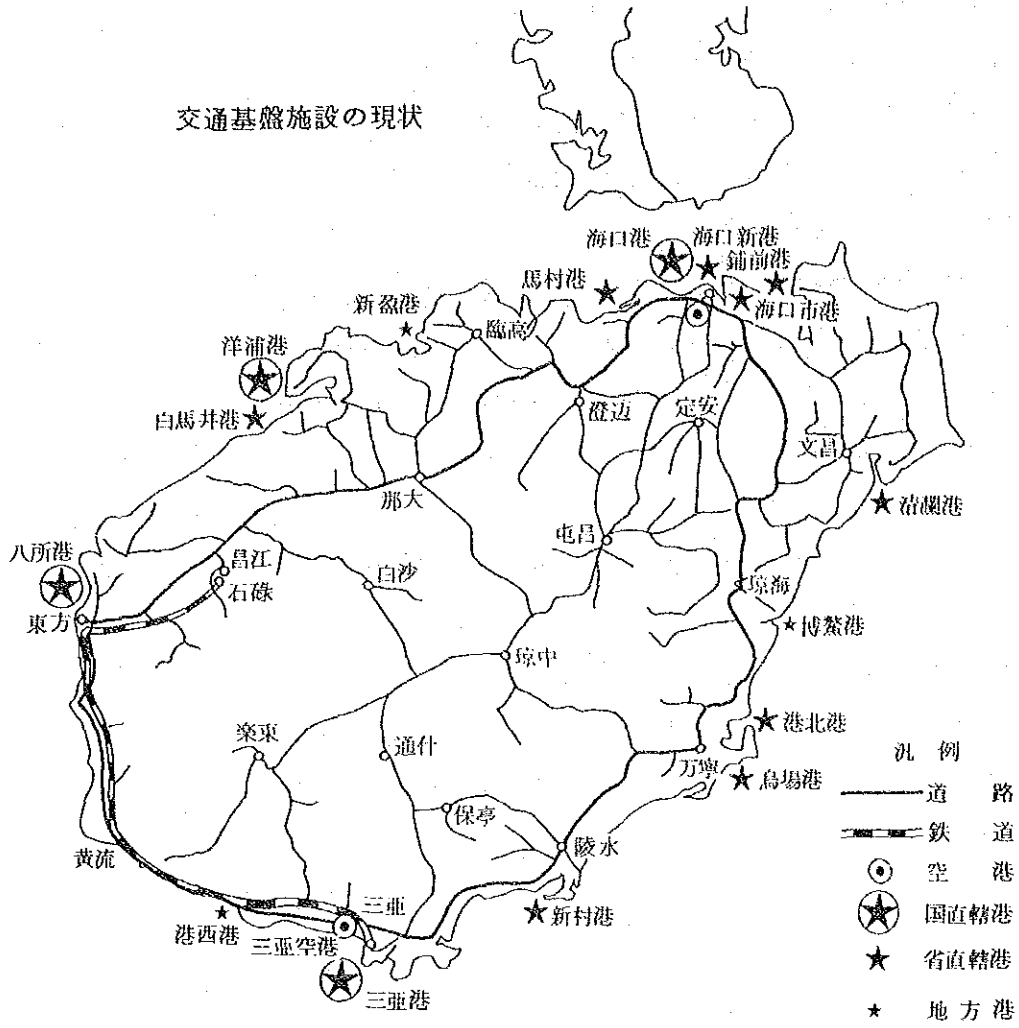 交通基盤施設の現状
海口港
海口新港
鋪前港
馬村港
海口市港
新盈港
臨高
洋浦港
白馬井港
澄迈
定安
文昌
清瀾港
那大
屯昌
八所港
昌江
石碌
白沙
琼海
東方
博鰲港
琼中
港北港
楽東
通什
万寧
烏場港
保亭
黄流
陵水
新村港
港西港
三亜
三亜空港
三亜港
汎例
道路
鉄道
空港
国直轄港
省直轄港
地方港